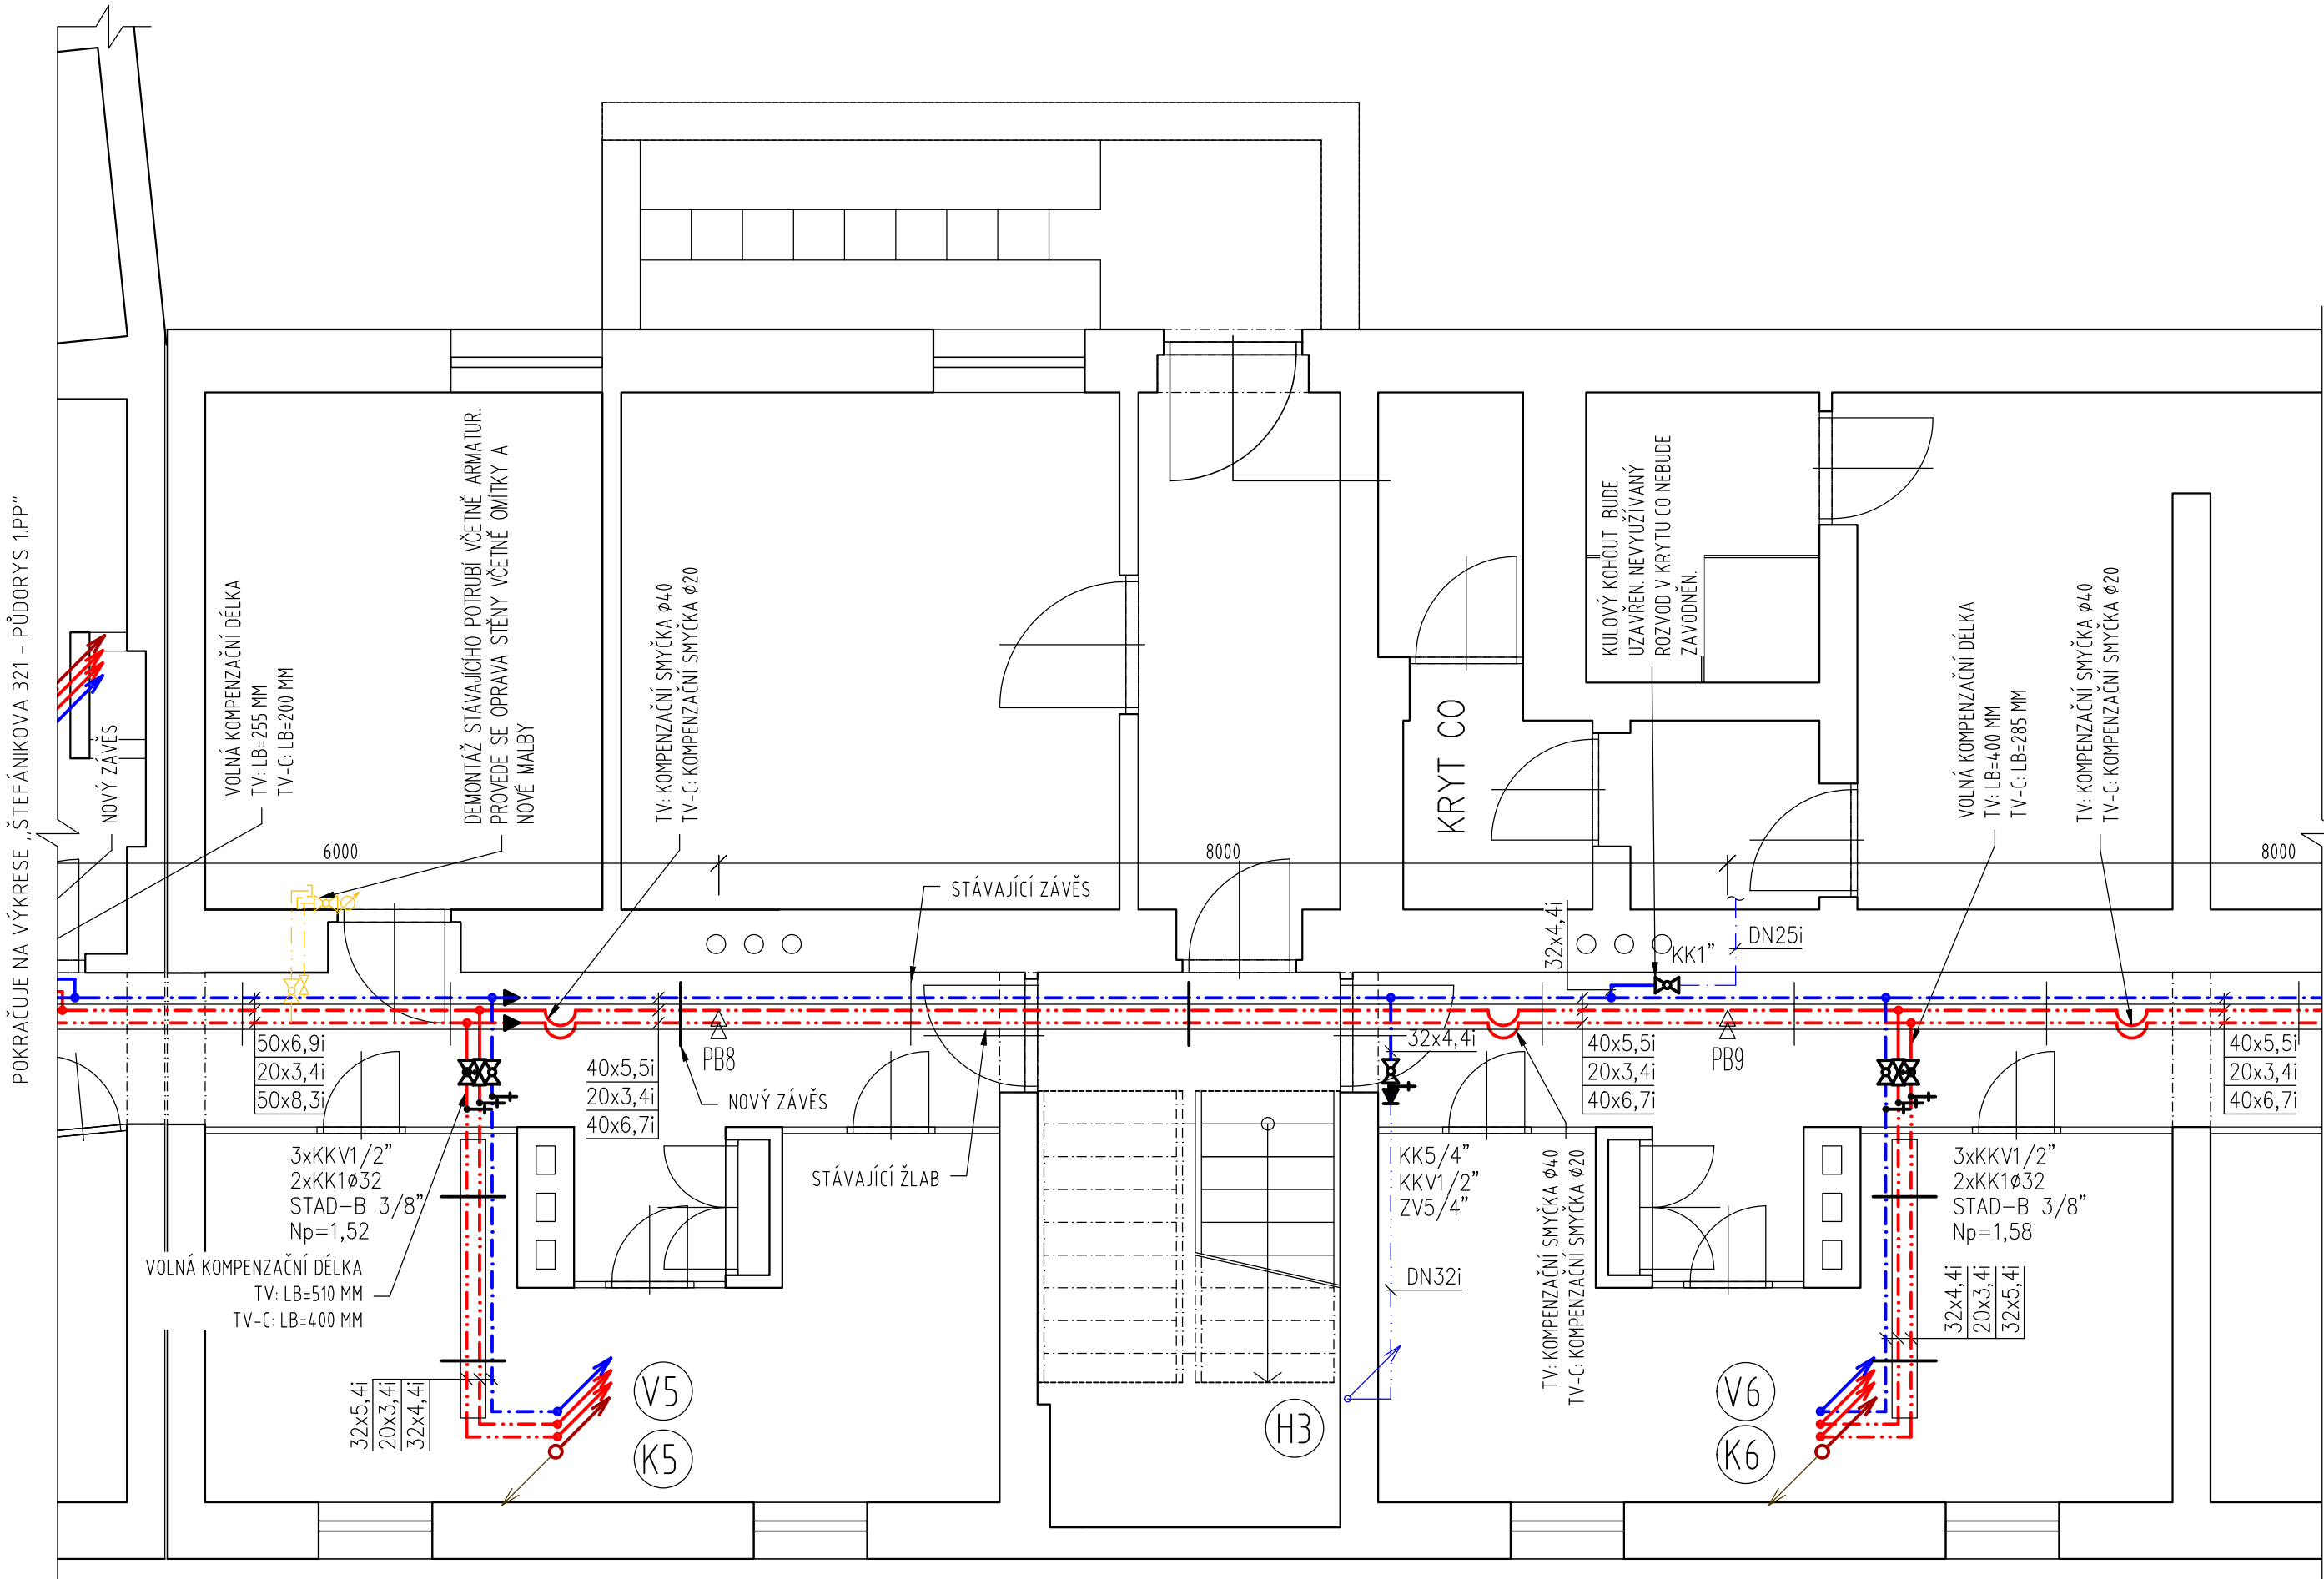 POKRAČUJE NA VÝKRESE „ŠTEFÁNIKOVA 321 - PŮDORYS 1.PP"
NOVÝ ZÁVĚS
VOLNÁ KOMPENZAČNÍ DÉLKA
TV: LB=255 MM
TV-C: LB=200 MM
DEMONTÁŽ STÁVAJÍCÍHO POTRUBÍ VČETNĚ ARMATUR.
PROVEDE SE OPRAVA STĚNY VČETNĚ OMÍTKY A
NOVÉ MALBY
TV: KOMPENZAČNÍ SMYČKA ϕ40
TV-C: KOMPENZAČNÍ SMYČKA ϕ20
KRYT CO
KULOVÝ KOHOUT BUDE
UZAVŘEN. NEVYUŽÍVANÝ
ROZVOD V KRYTU CO NEBUDE
ZAVODNĚN.
VOLNÁ KOMPENZAČNÍ DÉLKA
TV: LB=400 MM
TV-C: LB=285 MM
TV: KOMPENZAČNÍ SMYČKA ϕ40
TV-C: KOMPENZAČNÍ SMYČKA ϕ20
6000
8000
8000
STÁVAJÍCÍ ZÁVĚS
32x4,4i
KK1"
DN25i
50x6,9i
20x3,4i
50x8,3i
40x5,5i
20x3,4i
40x6,7i
PB8
NOVÝ ZÁVĚS
STÁVAJÍCÍ ŽLAB
32x4,4i
40x5,5i
20x3,4i
40x6,7i
PB9
40x5,5i
20x3,4i
40x6,7i
3xKKV1/2"
2xKK1ø32
STAD-B 3/8"
Np=1,52
VOLNÁ KOMPENZAČNÍ DÉLKA
TV: LB=510 MM
TV-C: LB=400 MM
KK5/4"
KKV1/2"
ZV5/4"
DN32i
TV: KOMPENZAČNÍ SMYČKA ϕ40
TV-C: KOMPENZAČNÍ SMYČKA ϕ20
3xKKV1/2"
2xKK1ø32
STAD-B 3/8"
Np=1,58
32x4,4i
20x3,4i
32x5,4i
32x5,4i
20x3,4i
32x4,4i
V5
K5
H3
V6
K6